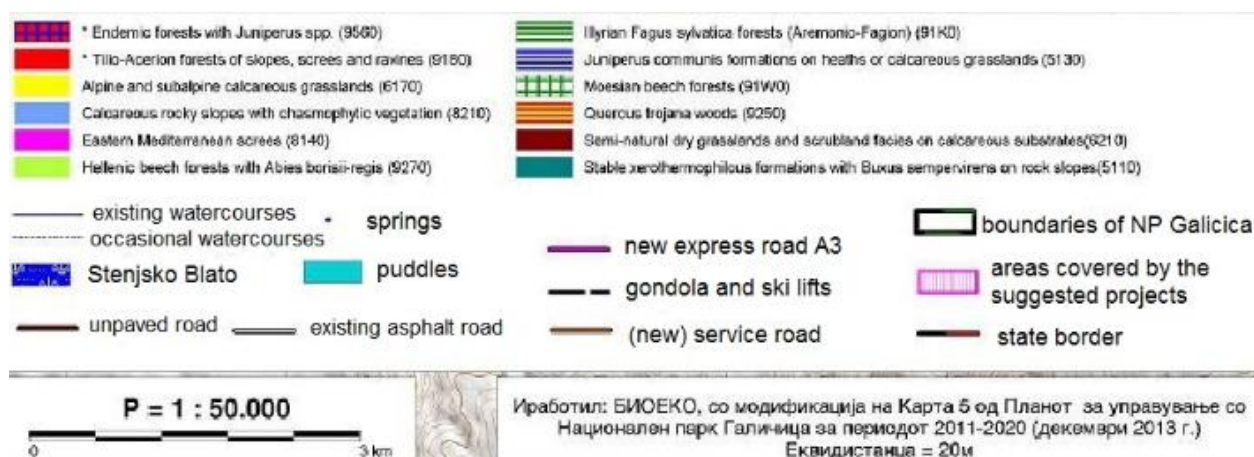 * Endemic forests with Juniperus spp. (9560)
* Tilio-Acerion forests of slopes, screes and ravines (9180)
Alpine and subalpine calcareous grasslands (6170)
Calcareous rocky slopes with chasmophytic vegetation (8210)
Eastern Mediterranean screes (8140)
Hellenic beech forests with Abies borisii-regis (9270)
Illyrian Fagus sylvatica forests (Aremonio-Fagion) (91K0)
Juniperus communis formations on heaths or calcareous grasslands (5130)
Moesian beech forests (91W0)
Quercus trojana woods (9250)
Semi-natural dry grasslands and scrubland facies on calcareous substrates(6210)
Stable xerothermophilous formations with Buxus sempervirens on rock slopes(5110)
existing watercourses
occasional watercourses
springs
Stenjsko Blato
puddles
unpaved road
existing asphalt road
new express road A3
gondola and ski lifts
(new) service road
boundaries of NP Galicica
areas covered by the
suggested projects
state border
P = 1 : 50.000
0 3 km
Иработил: БИОЕКО, со модификација на Карта 5 од Планот за управување со
Национален парк Галичица за периодот 2011-2020 (декември 2013 г.)
Еквидистанца = 20м